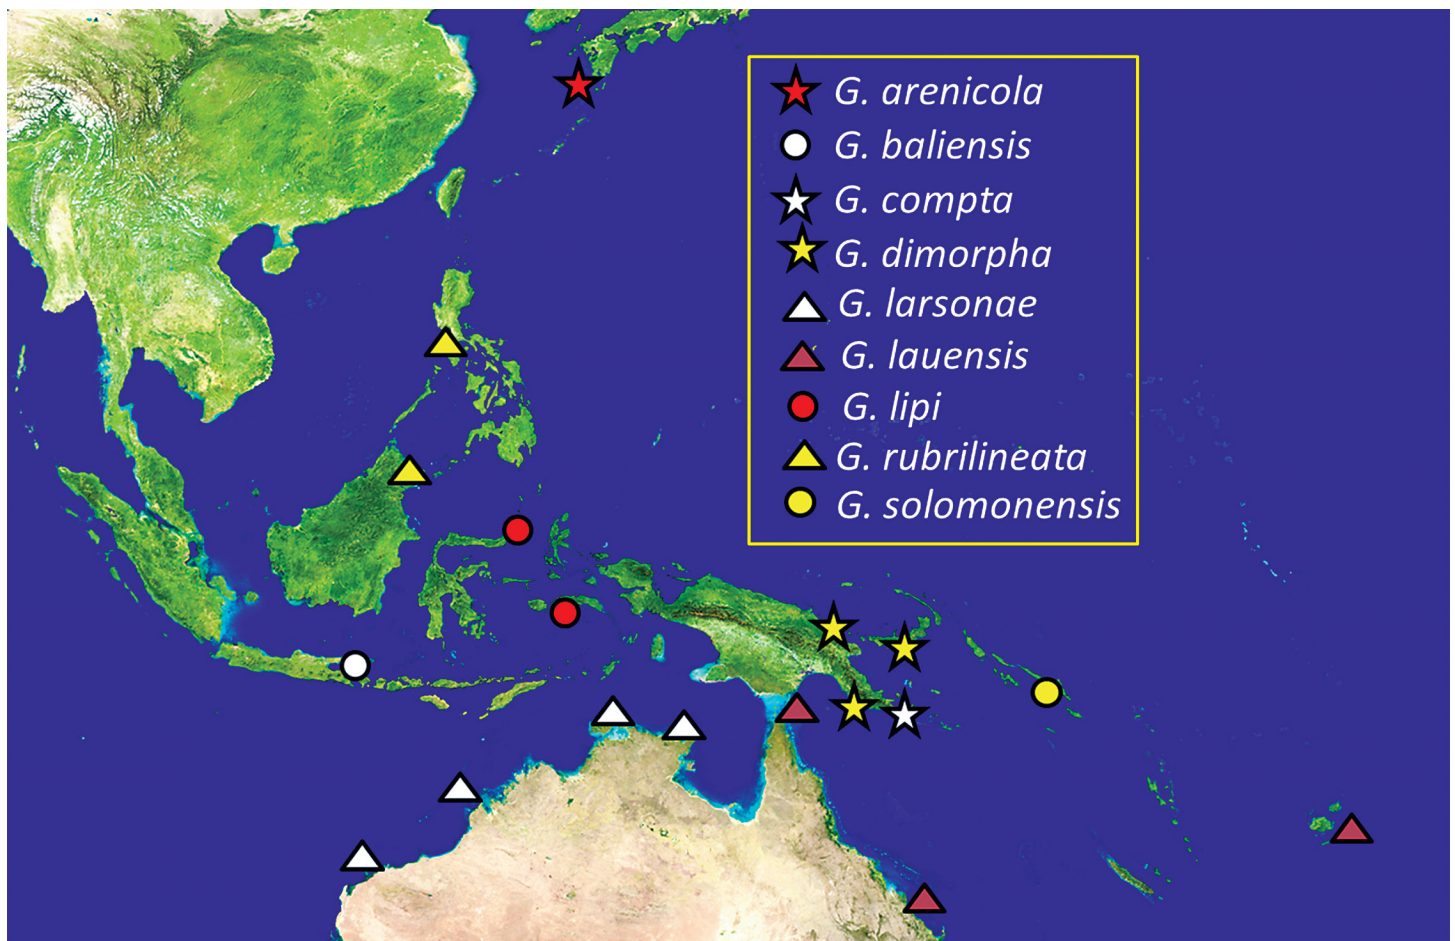 G. arenicola
G. baliensis
G. compta
G. dimorpha
G. larsonae
G. lauensis
G. lipi
G. rubrilineata
G. solomonensis